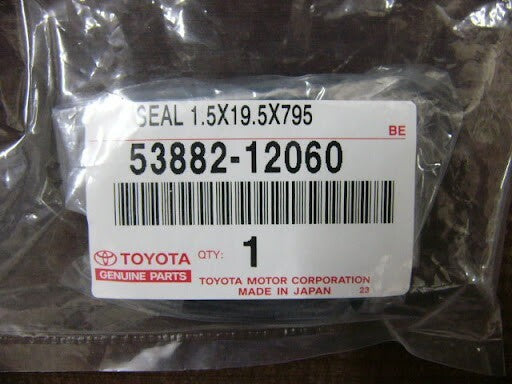 SEAL 1.5X19.5X795
BE
53882-12060
TOYOTA QTY: 1
GENUINE PARTS
TOYOTA MOTOR CORPORATION
MADE IN JAPAN 23